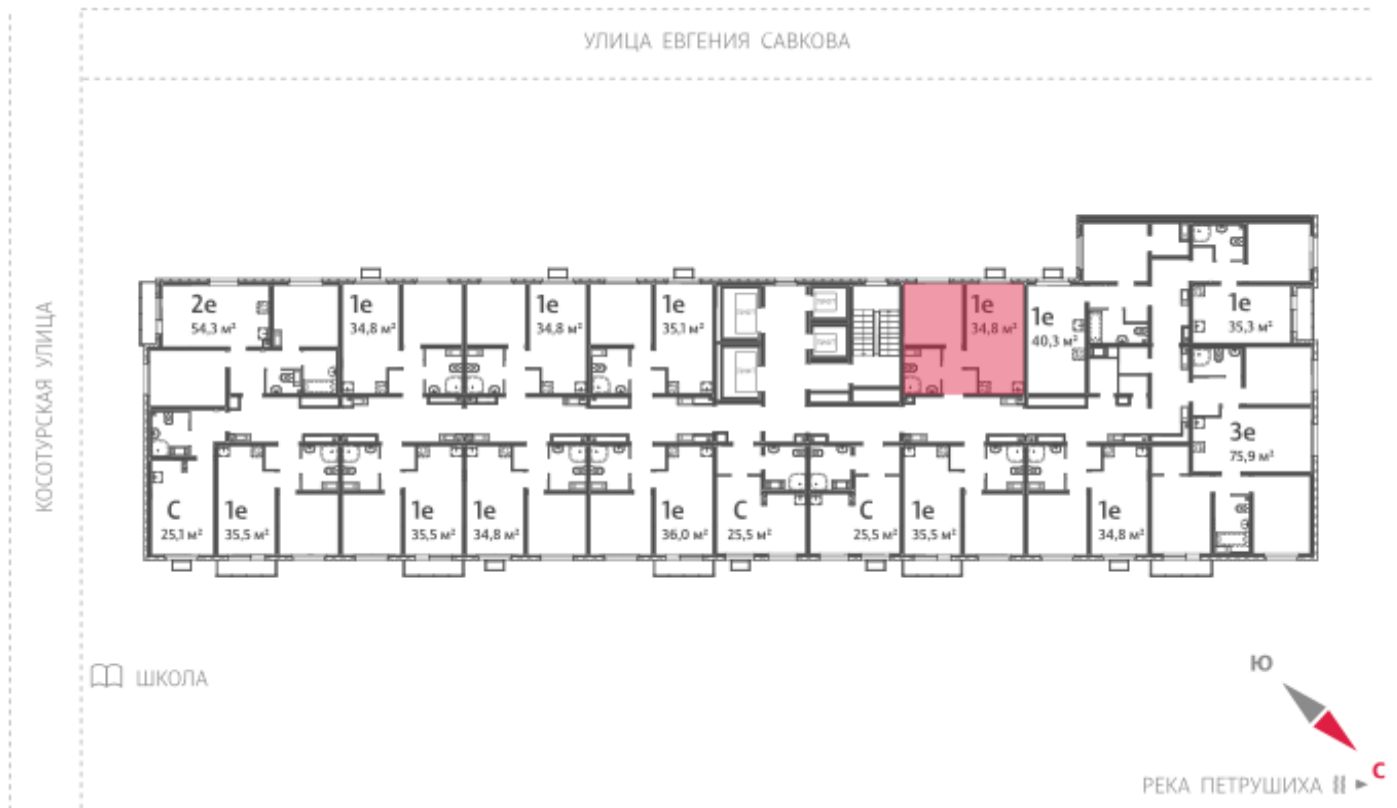 УЛИЦА ЕВГЕНИЯ САВКОВА
КОСОТУРСКАЯ УЛИЦА
2е
54,3 м²
1е
34,8 м²
1е
34,8 м²
1е
35,1 м²
1е
34,8 м²
1е
40,3 м²
1е
35,3 м²
3е
75,9 м²
С
25,1 м²
1е
35,5 м²
1е
35,5 м²
1е
34,8 м²
1е
36,0 м²
С
25,5 м²
С
25,5 м²
1е
35,5 м²
1е
34,8 м²
ШКОЛА
Ю
С
РЕКА ПЕТРУШИХА